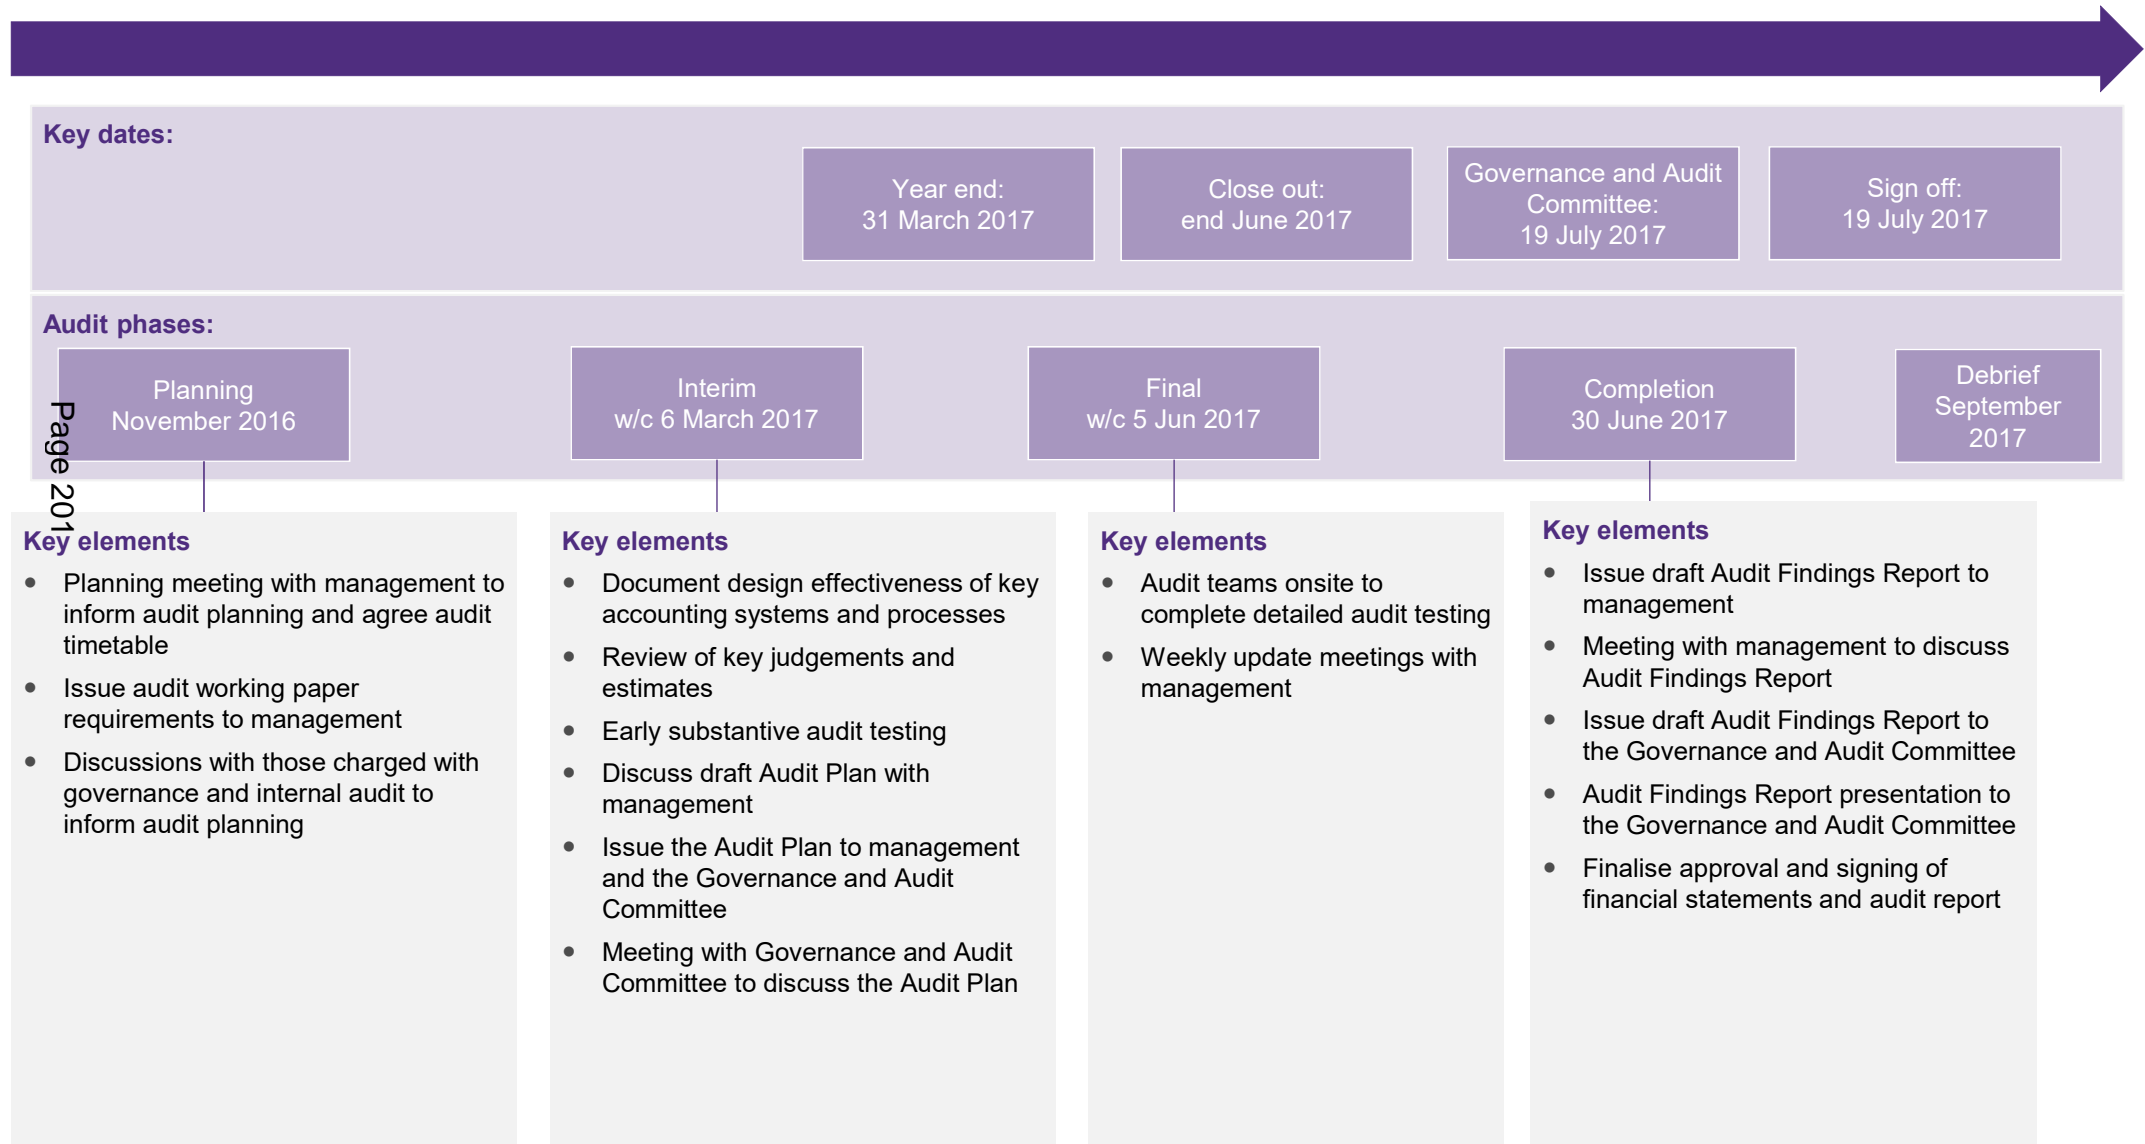 Key dates:
Year end:
31 March 2017
Close out:
end June 2017
Governance and Audit
Committee:
19 July 2017
Sign off:
19 July 2017
Audit phases:
Planning
November 2016
Interim
w/c 6 March 2017
Final
w/c 5 Jun 2017
Completion
30 June 2017
Debrief
September
2017
Page 201
Key elements
• Planning meeting with management to
inform audit planning and agree audit
timetable
• Issue audit working paper
requirements to management
• Discussions with those charged with
governance and internal audit to
inform audit planning
Key elements
• Document design effectiveness of key
accounting systems and processes
• Review of key judgements and
estimates
• Early substantive audit testing
• Discuss draft Audit Plan with
management
• Issue the Audit Plan to management
and the Governance and Audit
Committee
• Meeting with Governance and Audit
Committee to discuss the Audit Plan
Key elements
• Audit teams onsite to
complete detailed audit testing
• Weekly update meetings with
management
Key elements
• Issue draft Audit Findings Report to
management
• Meeting with management to discuss
Audit Findings Report
• Issue draft Audit Findings Report to
the Governance and Audit Committee
• Audit Findings Report presentation to
the Governance and Audit Committee
• Finalise approval and signing of
financial statements and audit report